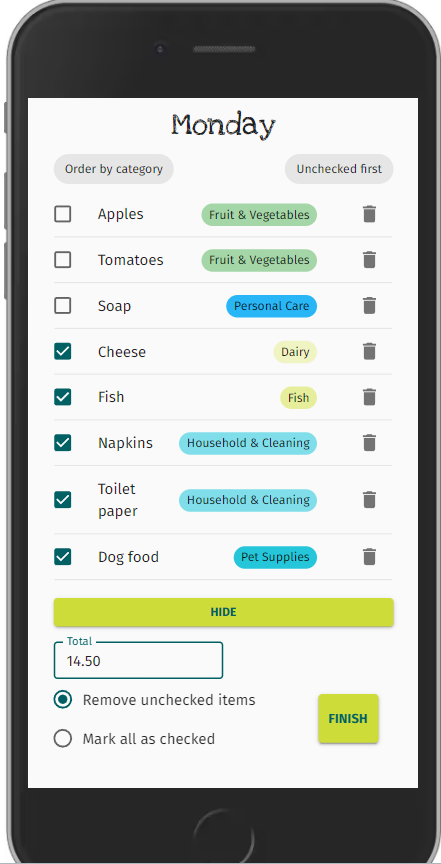 Monday
Order by category Unchecked first
Apples Fruit & Vegetables
Tomatoes Fruit & Vegetables
Soap Personal Care
Cheese Dairy
Fish Fish
Napkins Household & Cleaning
Toilet
paper Household & Cleaning
Dog food Pet Supplies
HIDE
Total
14.50
Remove unchecked items
Mark all as checked
FINISH